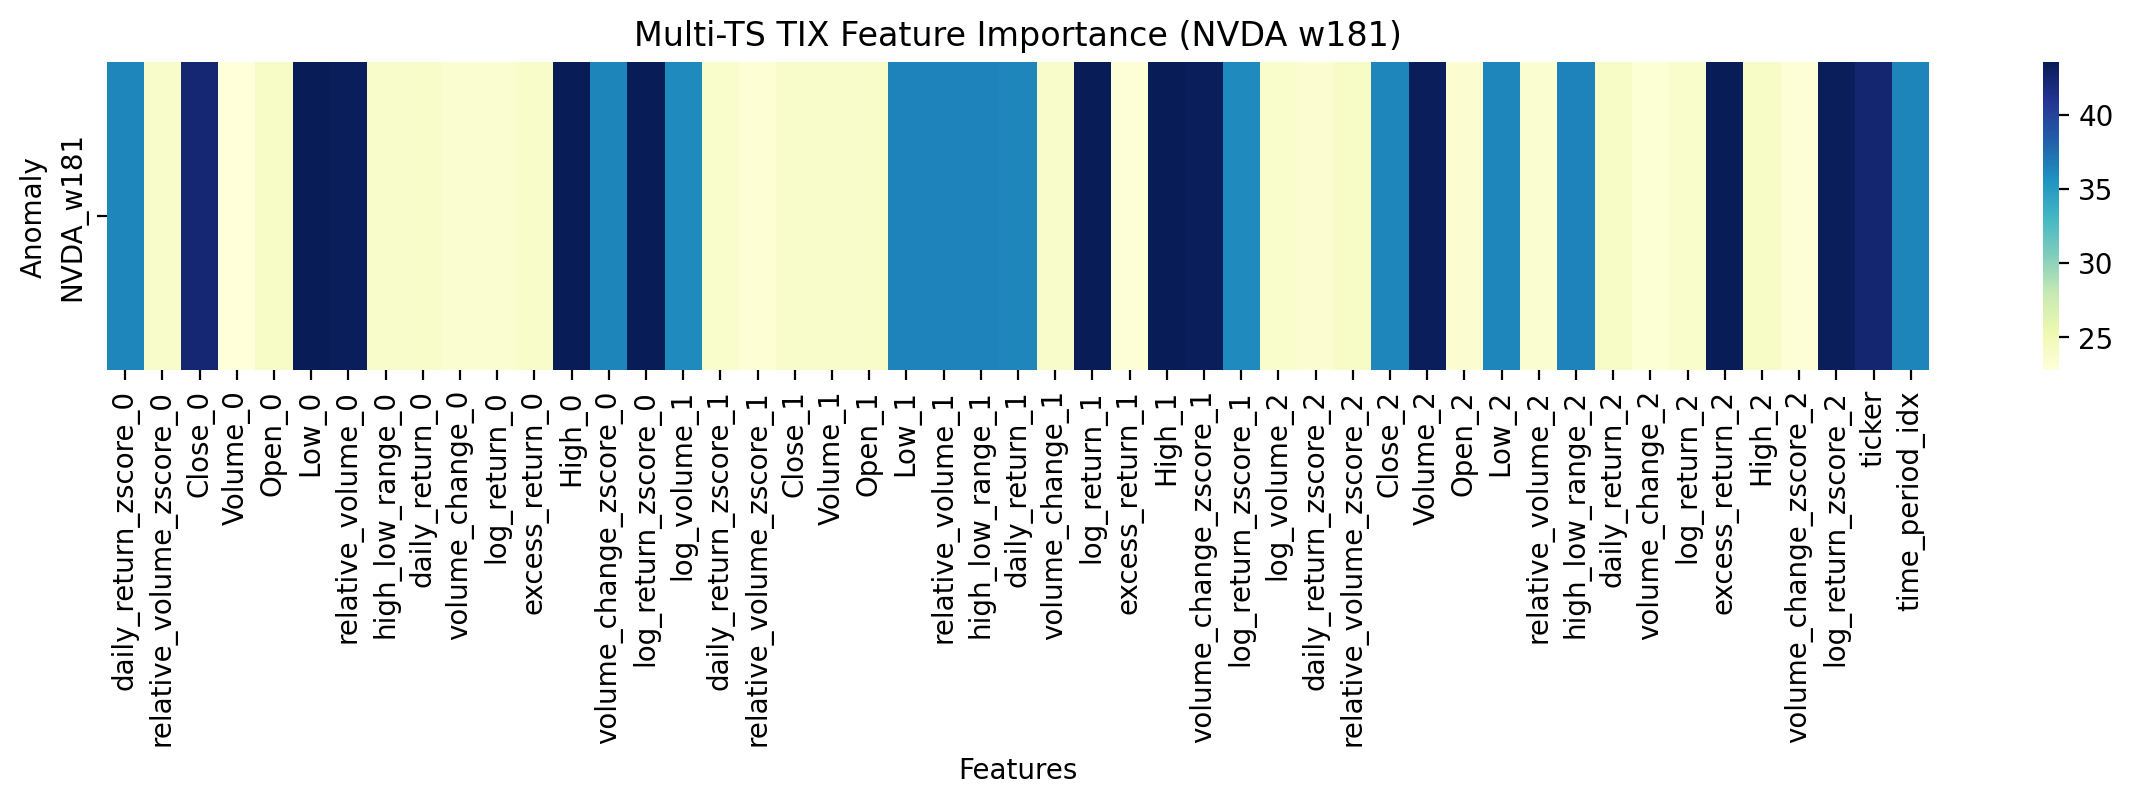 Multi-TS TIX Feature Importance (NVDA w181)
Anomaly
NVDA_w181
40
35
30
25
daily_return_zscore_0
relative_volume_zscore_0
Close_0
Volume_0
Open_0
Low_0
relative_volume_0
high_low_range_0
daily_return_0
volume_change_0
log_return_0
excess_return_0
High_0
volume_change_zscore_0
log_return_zscore_0
log_volume_1
daily_return_zscore_1
relative_volume_zscore_1
Close_1
Volume_1
Open_1
Low_1
relative_volume_1
high_low_range_1
daily_return_1
volume_change_1
log_return_1
excess_return_1
High_1
volume_change_zscore_1
log_return_zscore_1
log_volume_2
daily_return_zscore_2
relative_volume_zscore_2
Close_2
Volume_2
Open_2
Low_2
relative_volume_2
high_low_range_2
daily_return_2
volume_change_2
log_return_2
excess_return_2
High_2
volume_change_zscore_2
log_return_zscore_2
ticker
time_period_idx
Features